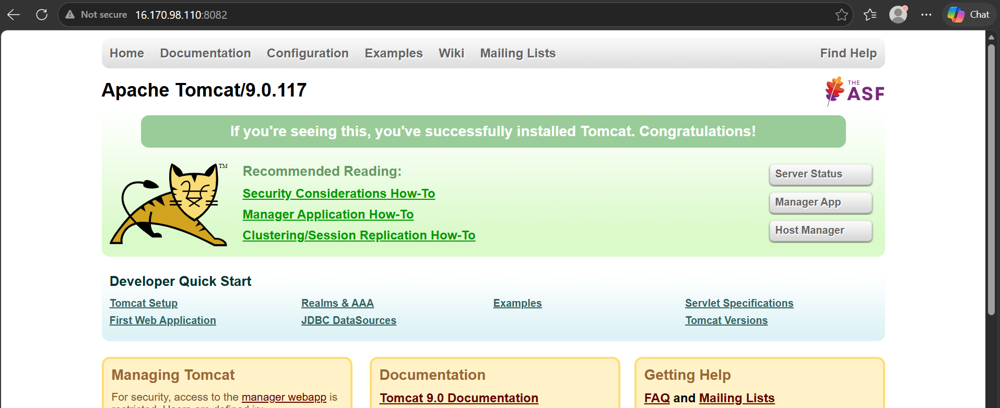 Not secure 16.170.98.110:8082 Chat
Home Documentation Configuration Examples Wiki Mailing Lists Find Help
Apache Tomcat/9.0.117
THE
ASF
If you're seeing this, you've successfully installed Tomcat. Congratulations!
TM
Recommended Reading:
Security Considerations How-To
Manager Application How-To
Clustering/Session Replication How-To
Server Status
Manager App
Host Manager
Developer Quick Start
Tomcat Setup Realms & AAA Examples Servlet Specifications
First Web Application JDBC DataSources Tomcat Versions
Managing Tomcat
For security, access to the manager webapp is
restricted. Users are defined in:
Documentation
Tomcat 9.0 Documentation
Getting Help
FAQ and Mailing Lists